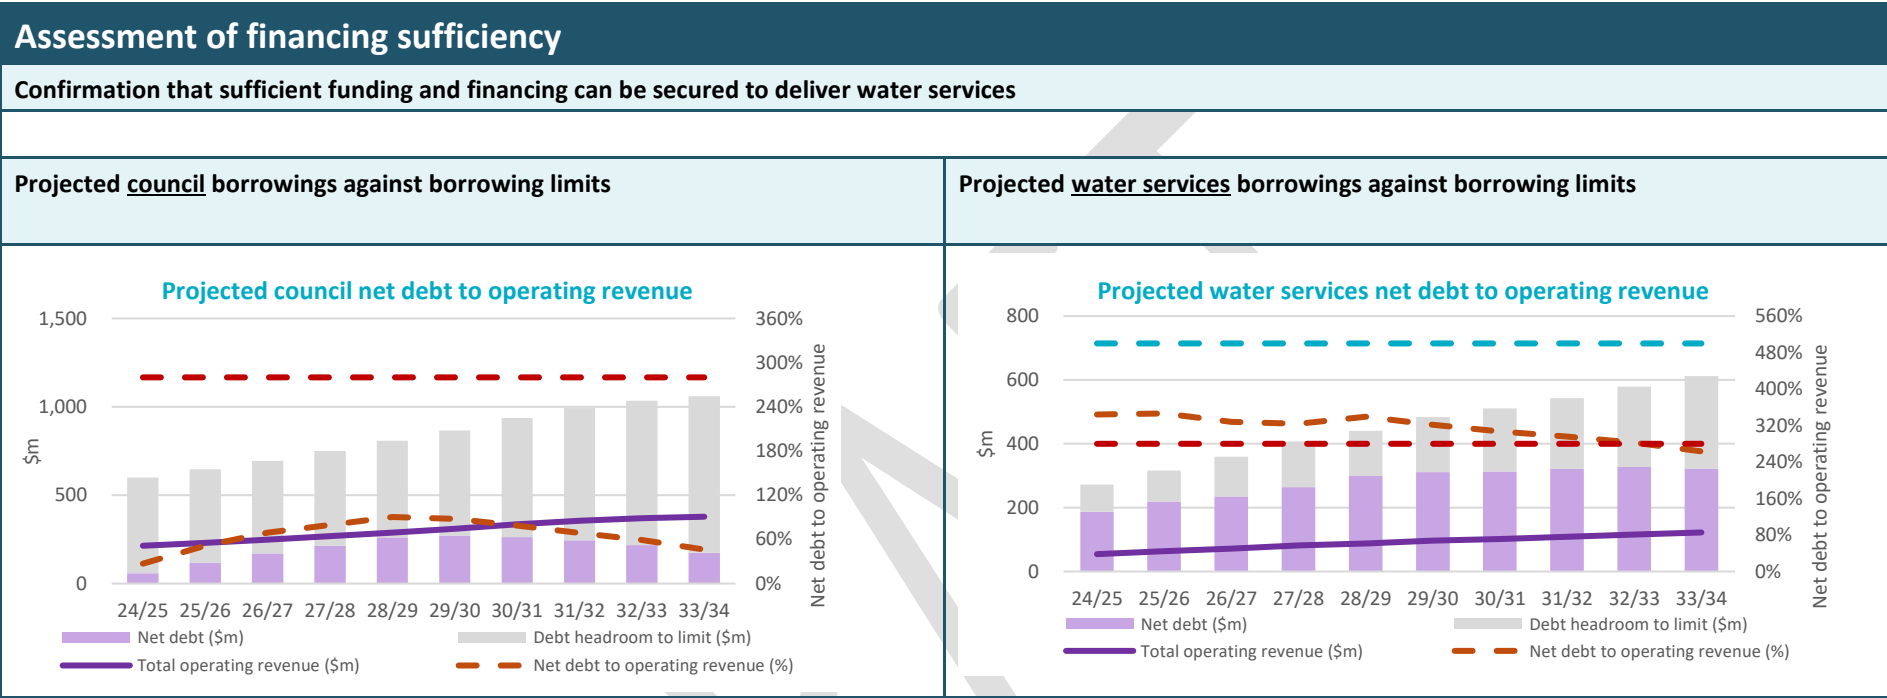 Assessment of financing sufficiency
Confirmation that sufficient funding and financing can be secured to deliver water services
Projected council borrowings against borrowing limits
Projected water services borrowings against borrowing limits
Projected council net debt to operating revenue
1,500
1,000
500
0
$m
360%
300%
240%
180%
120%
60%
0%
Net debt to operating revenue
24/25 25/26 26/27 27/28 28/29 29/30 30/31 31/32 32/33 33/34
Net debt ($m)
Debt headroom to limit ($m)
Total operating revenue ($m)
Net debt to operating revenue (%)
Projected water services net debt to operating revenue
800
600
400
200
0
$m
560%
480%
400%
320%
240%
160%
80%
0%
Net debt to operating revenue
24/25 25/26 26/27 27/28 28/29 29/30 30/31 31/32 32/33 33/34
Net debt ($m)
Debt headroom to limit ($m)
Total operating revenue ($m)
Net debt to operating revenue (%)